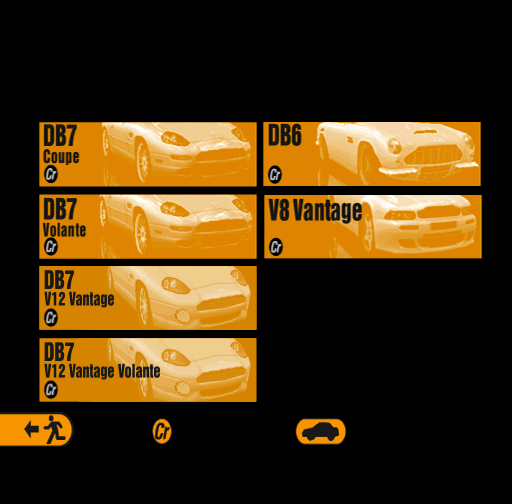 DB7
Coupe
Cr
DB6
Cr
DB7
Volante
Cr
V8 Vantage
Cr
DB7
V12 Vantage
Cr
DB7
V12 Vantage Volante
Cr
Cr